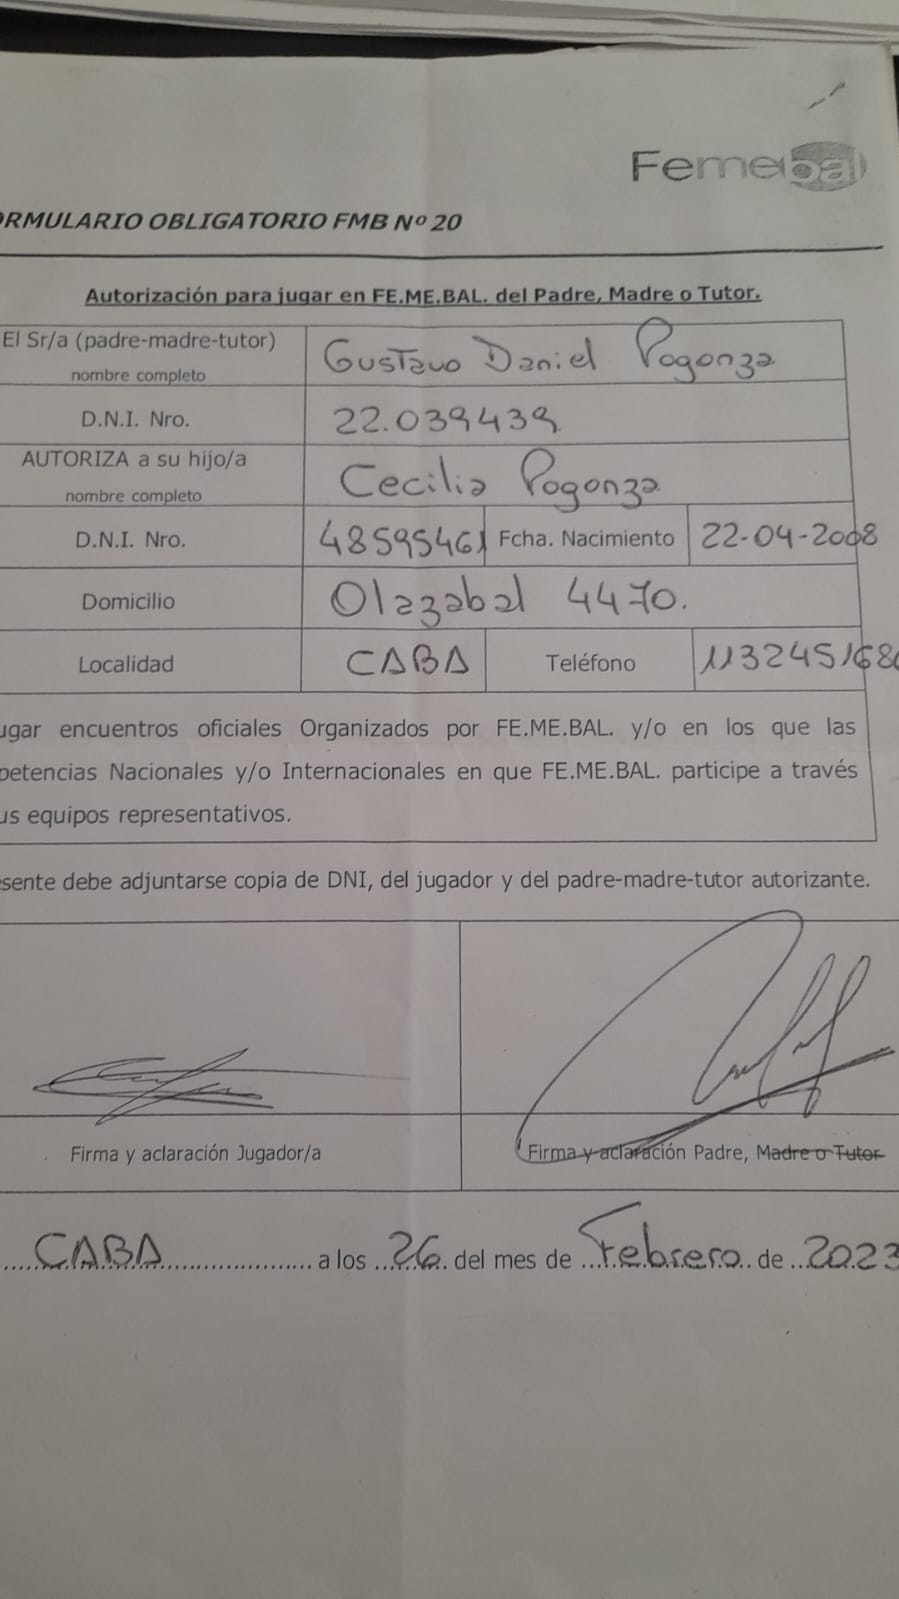 Femebal
ORMULARIO OBLIGATORIO FMB Nº 20
Autorización para jugar en FE.ME.BAL. del Padre, Madre o Tutor.
El Sr/a (padre-madre-tutor) nombre completo Gustavo Daniel Pogonza
D.N.I. Nro. 22.039439
AUTORIZA a su hijo/a nombre completo Cecilia Pogonza
D.N.I. Nro. 48595461 Fcha. Nacimiento 22-04-2008
Domicilio Olazabal 4470.
Localidad CABA Teléfono 113245168
ugar encuentros oficiales Organizados por FE.ME.BAL. y/o en los que las
petencias Nacionales y/o Internacionales en que FE.ME.BAL. participe a través
us equipos representativos.
esente debe adjuntarse copia de DNI, del jugador y del padre-madre-tutor autorizante.
Firma y aclaración Jugador/a Firma y aclaración Padre, Madre o Tutor
CABA a los 26 del mes de Febrero de 2023